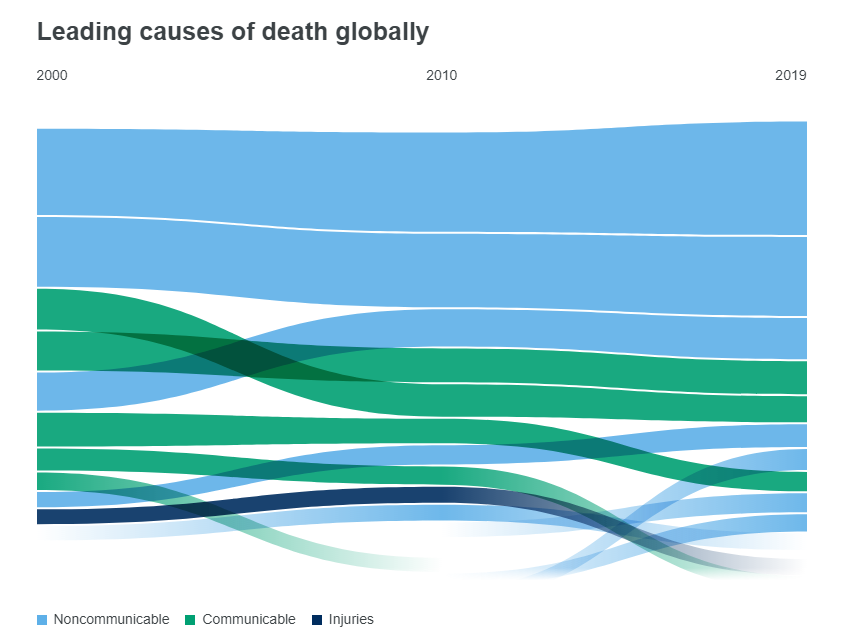 Leading causes of death globally
2000 2010 2019
Noncommunicable Communicable Injuries